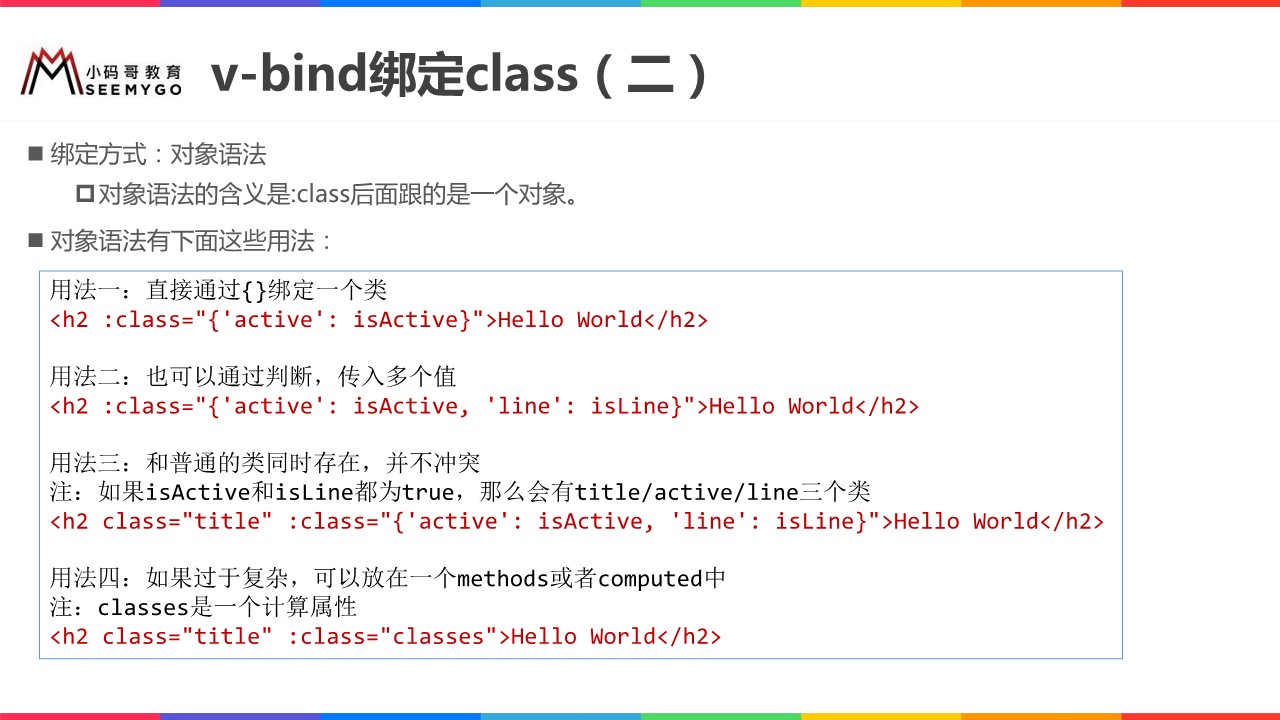 小码哥教育
SEEMYGO
v-bind绑定class（二）
绑定方式：对象语法
对象语法的含义是:class后面跟的是一个对象。
对象语法有下面这些用法：
用法一：直接通过{}绑定一个类
<h2 :class="{'active': isActive}">Hello World</h2>
用法二：也可以通过判断，传入多个值
<h2 :class="{'active': isActive, 'line': isLine}">Hello World</h2>
用法三：和普通的类同时存在，并不冲突
注：如果isActive和isLine都为true，那么会有title/active/line三个类
<h2 class="title" :class="{'active': isActive, 'line': isLine}">Hello World</h2>
用法四：如果过于复杂，可以放在一个methods或者computed中
注：classes是一个计算属性
<h2 class="title" :class="classes">Hello World</h2>